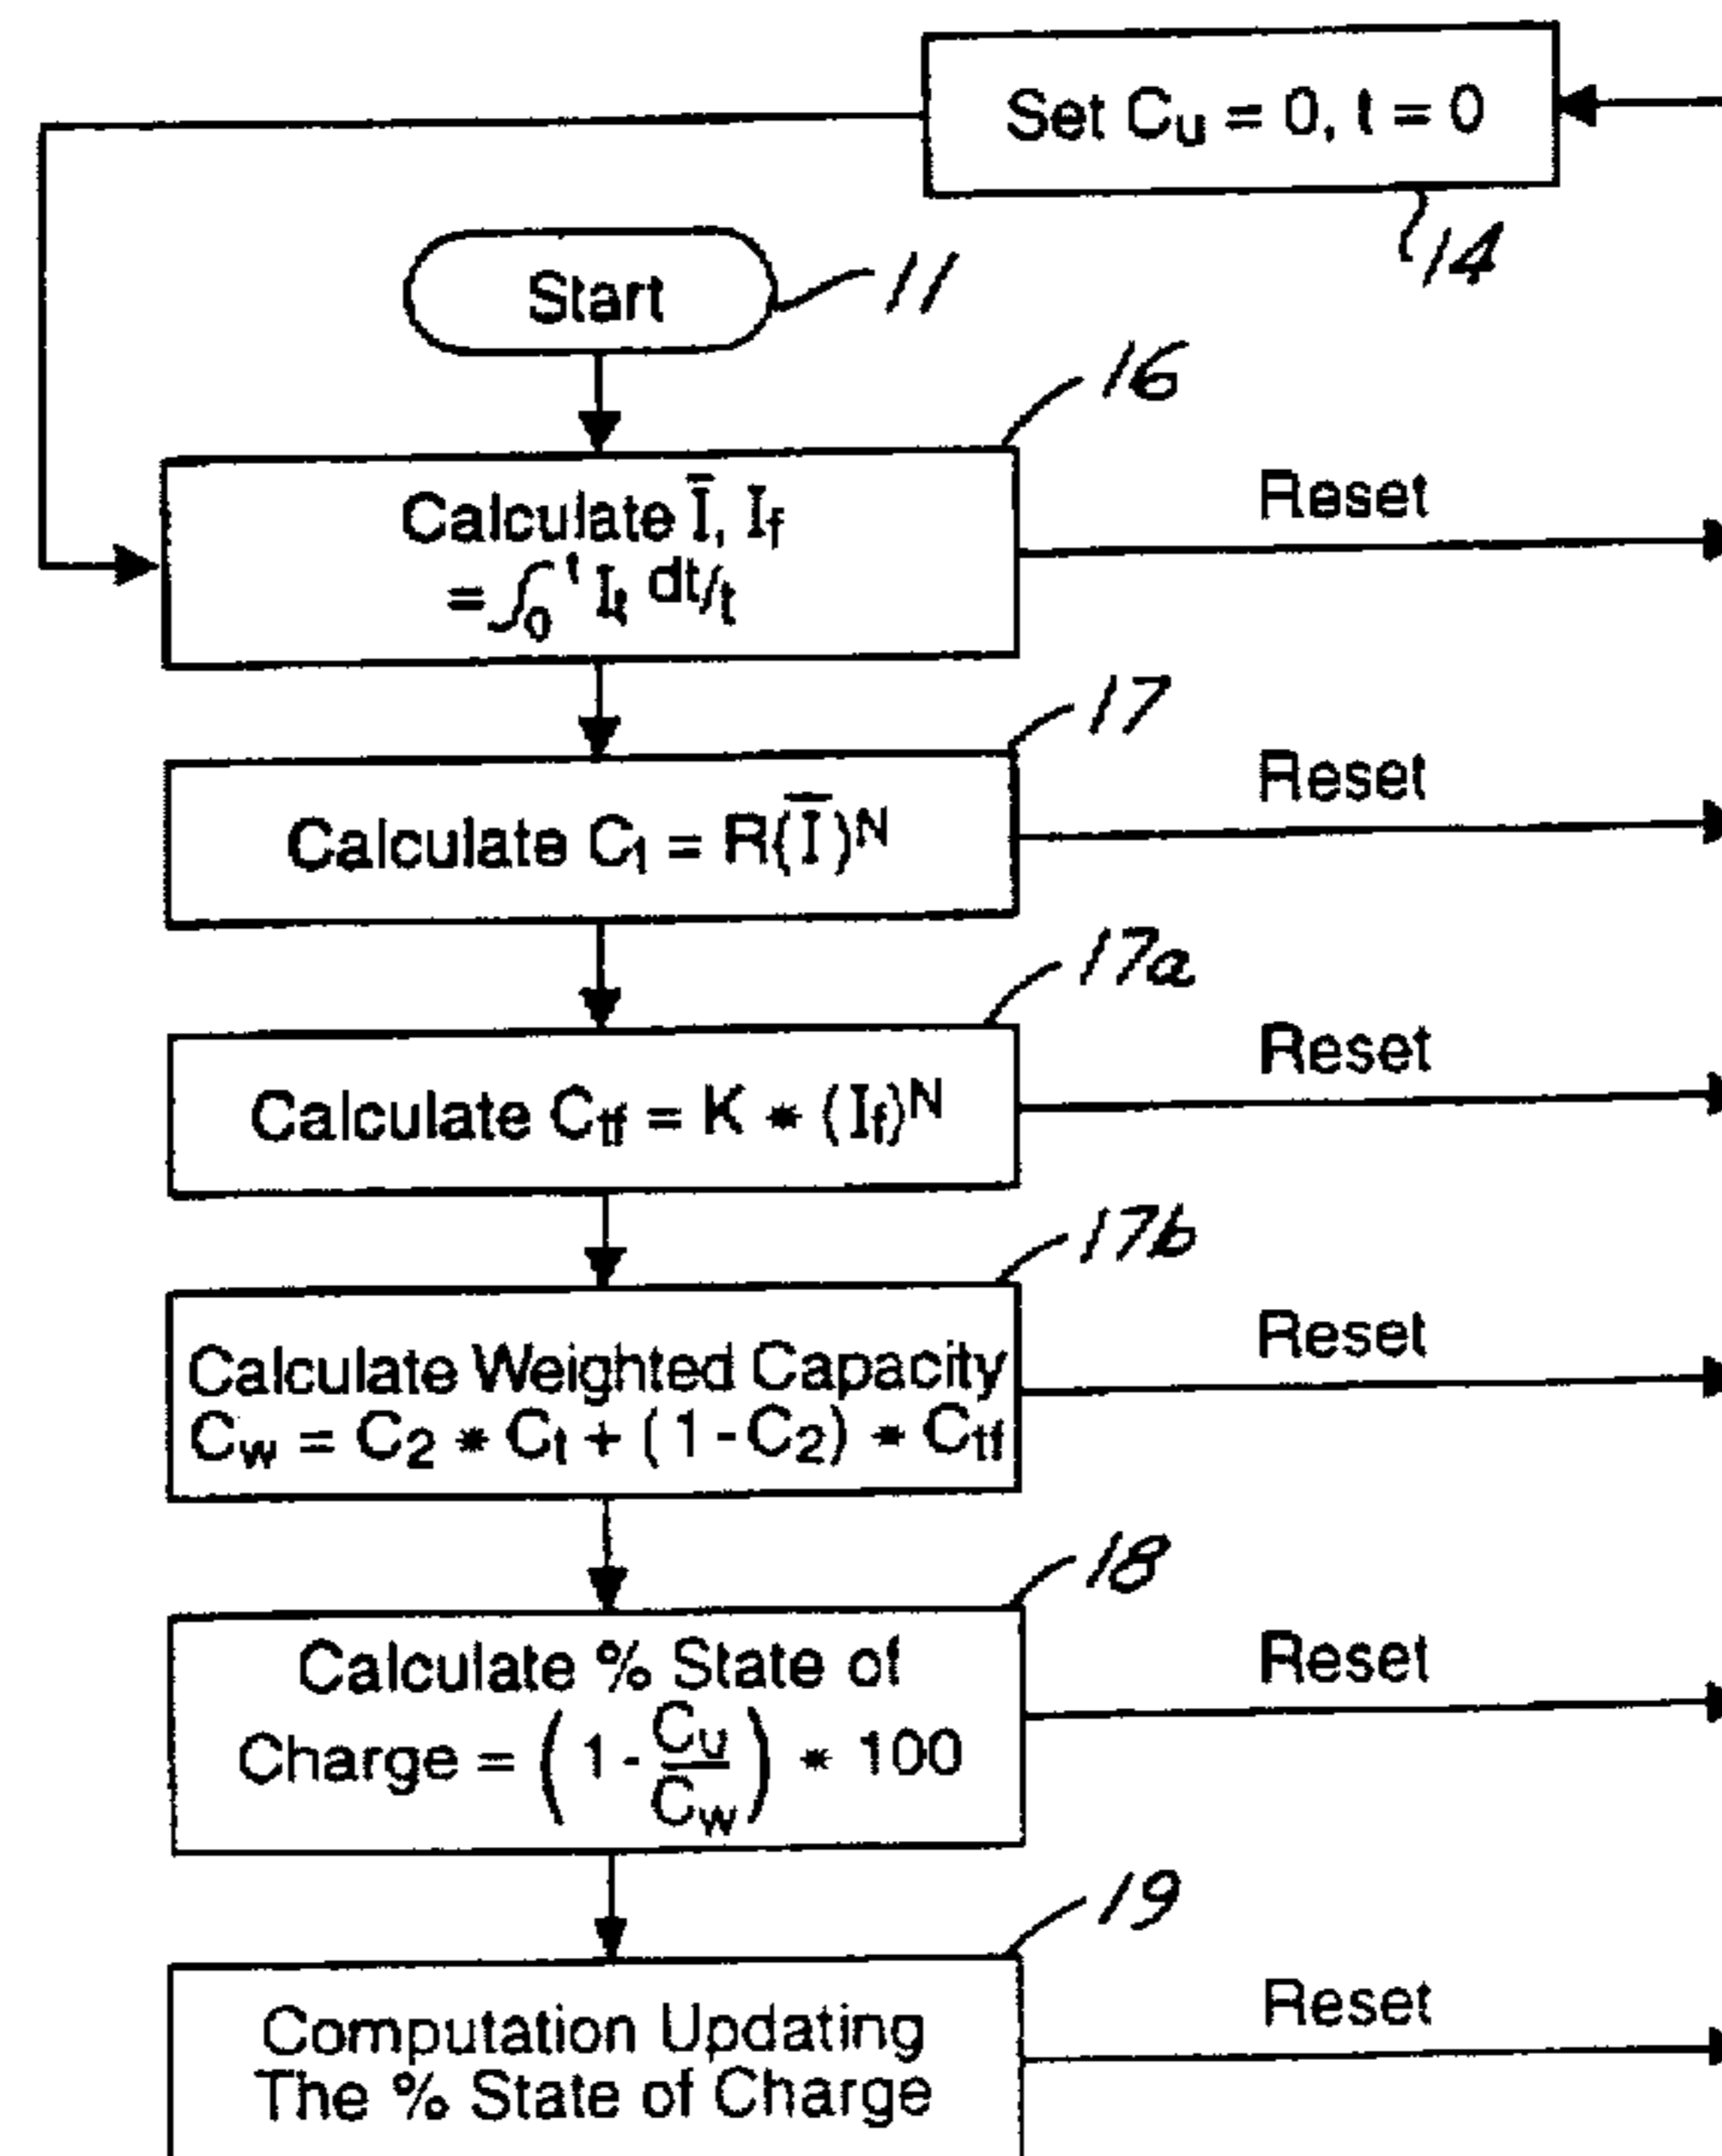 Set Cu = 0, t = 0
14
Start
11
16
Calculate Ī, If
= ∫0t It dt/t
Reset
17
Calculate Ct = R(Ī)N
Reset
17a
Calculate Ctf = K * (If)N
Reset
17b
Calculate Weighted Capacity
Cw = C2 * Ct + (1 - C2) * Ctf
Reset
18
Calculate % State of
Charge = (1 - Cu/Cw) * 100
Reset
19
Computation Updating
The % State of Charge
Reset